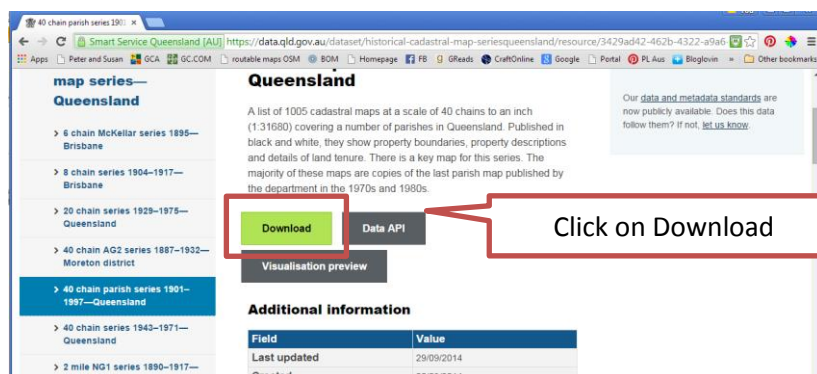 40 chain parish series 1901
Smart Service Queensland [AU] https://data.qld.gov.au/dataset/historical-cadastral-map-seriesqueensland/resource/3429ad42-462b-4322-a9a6
Apps Peter and Susan GCA GC.COM routable maps OSM BOM Homepage FB GReads CraftOnline Google Portal PL Aus Bloglovin » Other bookmarks
map series—
Queensland
> 6 chain McKellar series 1895—
Brisbane
> 8 chain series 1904–1917—
Brisbane
> 20 chain series 1929–1975—
Queensland
> 40 chain AG2 series 1887–1932—
Moreton district
> 40 chain parish series 1901–
1997—Queensland
> 40 chain series 1943–1971—
Queensland
> 2 mile NG1 series 1890–1917—
Queensland
A list of 1005 cadastral maps at a scale of 40 chains to an inch
(1:31680) covering a number of parishes in Queensland. Published in
black and white, they show property boundaries, property descriptions
and details of land tenure. There is a key map for this series. The
majority of these maps are copies of the last parish map published by
the department in the 1970s and 1980s.
Download Data API
Visualisation preview
Click on Download
Additional information
Field Value
Last updated 29/09/2014
Our data and metadata standards are
now publicly available. Does this data
follow them? If not, let us know.